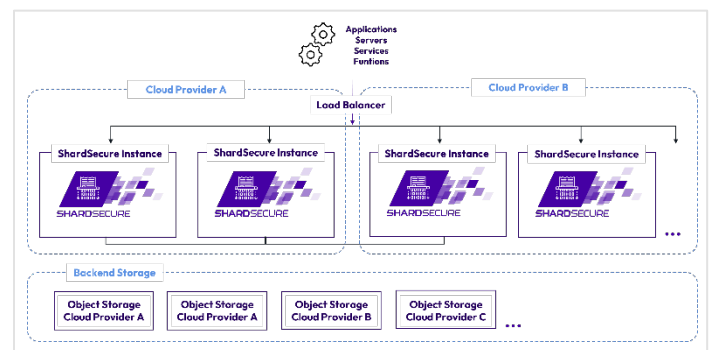 Applications
Servers
Services
Funtions
Cloud Provider A
Cloud Provider B
Load Balancer
ShardSecure Instance
ShardSecure Instance
ShardSecure Instance
ShardSecure Instance
SHARDSECURE
SHARDSECURE
SHARDSECURE
SHARDSECURE
...
Backend Storage
Object Storage
Cloud Provider A
Object Storage
Cloud Provider A
Object Storage
Cloud Provider B
Object Storage
Cloud Provider C
...